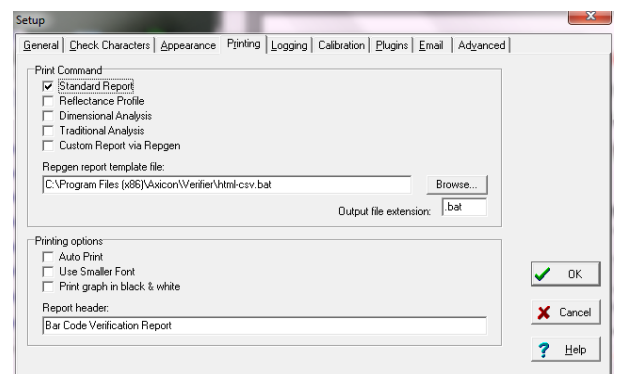 Setup
General Check Characters Appearance Printing Logging Calibration Plugins Email Advanced
Print Command
Standard Report
Reflectance Profile
Dimensional Analysis
Traditional Analysis
Custom Report via Repgen
Repgen report template file:
C:\Program Files (x86)\Axicon\Verifier\html-csv.bat Browse...
Output file extension: .bat
Printing options
Auto Print
Use Smaller Font
Print graph in black & white
Report header:
Bar Code Verification Report
OK
Cancel
Help